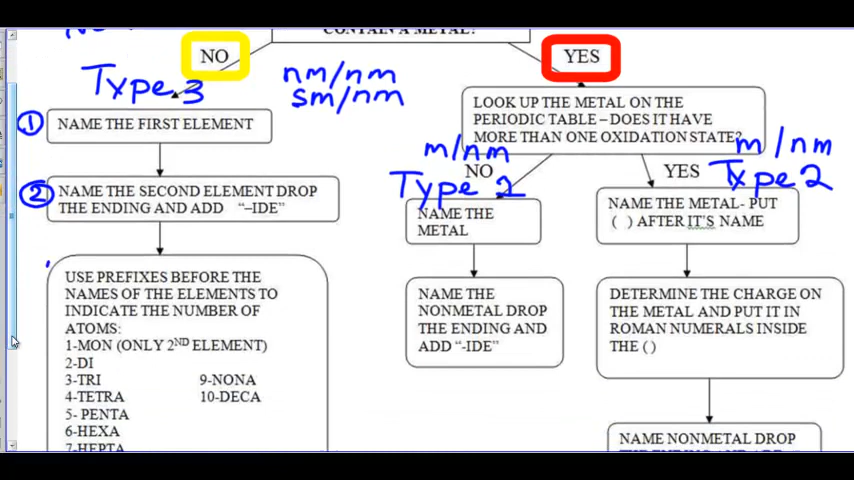 CONTAIN A METAL?
NO
YES
Type 3
nm/nm
sm/nm
① NAME THE FIRST ELEMENT
② NAME THE SECOND ELEMENT DROP
THE ENDING AND ADD “–IDE”
USE PREFIXES BEFORE THE
NAMES OF THE ELEMENTS TO
INDICATE THE NUMBER OF
ATOMS:
1-MON (ONLY 2ND ELEMENT)
2-DI
3-TRI 9-NONA
4-TETRA 10-DECA
5- PENTA
6-HEXA
7-HEPTA
LOOK UP THE METAL ON THE
PERIODIC TABLE – DOES IT HAVE
MORE THAN ONE OXIDATION STATE?
m/nm
NO
Type 2
NAME THE
METAL
NAME THE
NONMETAL DROP
THE ENDING AND
ADD “-IDE”
m/nm
YES
Type 2
NAME THE METAL- PUT
( ) AFTER IT’S NAME
DETERMINE THE CHARGE ON
THE METAL AND PUT IT IN
ROMAN NUMERALS INSIDE
THE ( )
NAME NONMETAL DROP